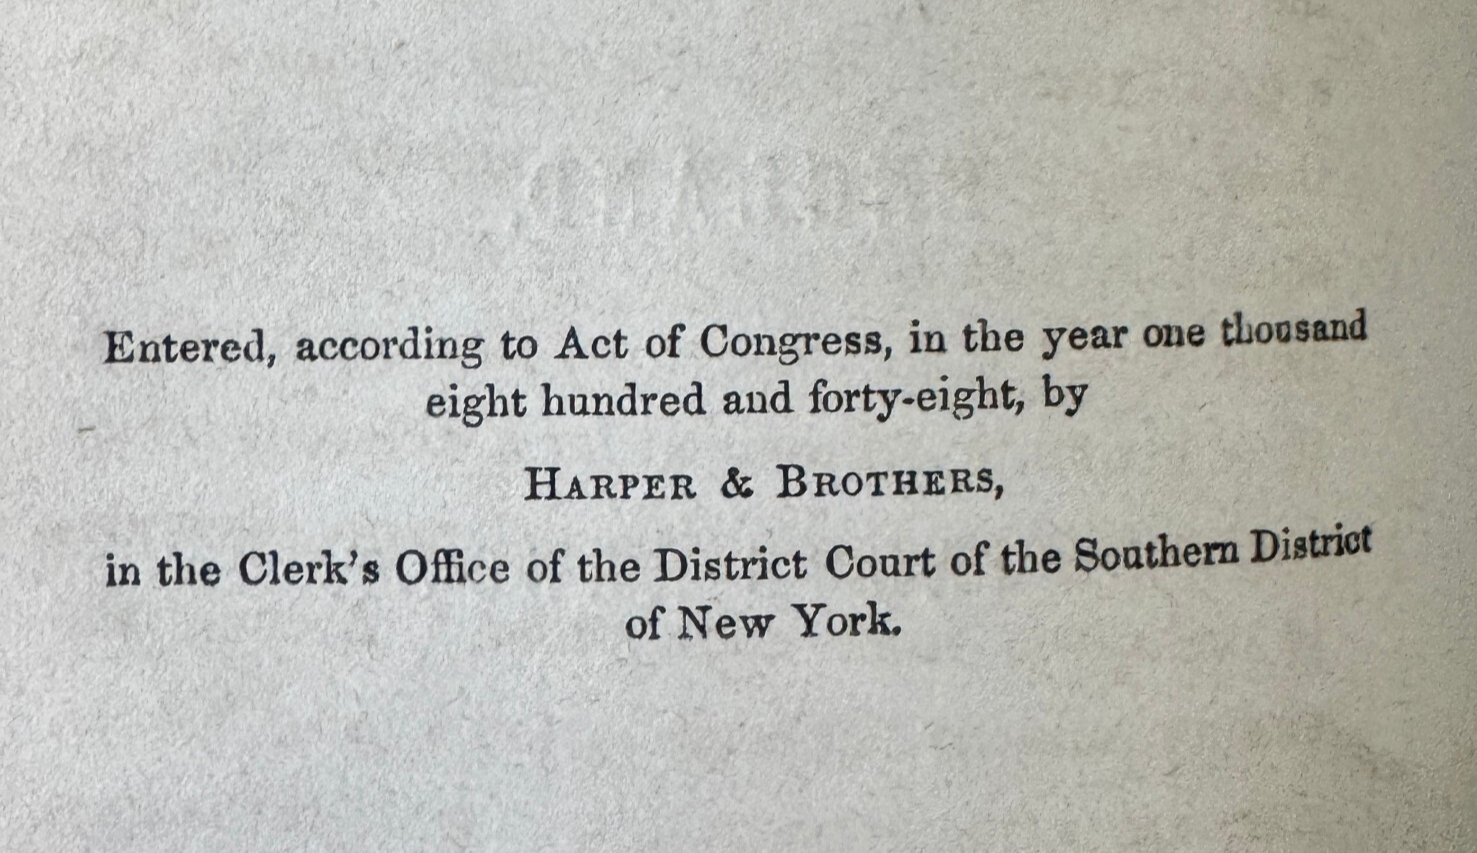 Entered, according to Act of Congress, in the year one thousand
eight hundred and forty-eight, by
HARPER & BROTHERS,
in the Clerk's Office of the District Court of the Southern District
of New York.